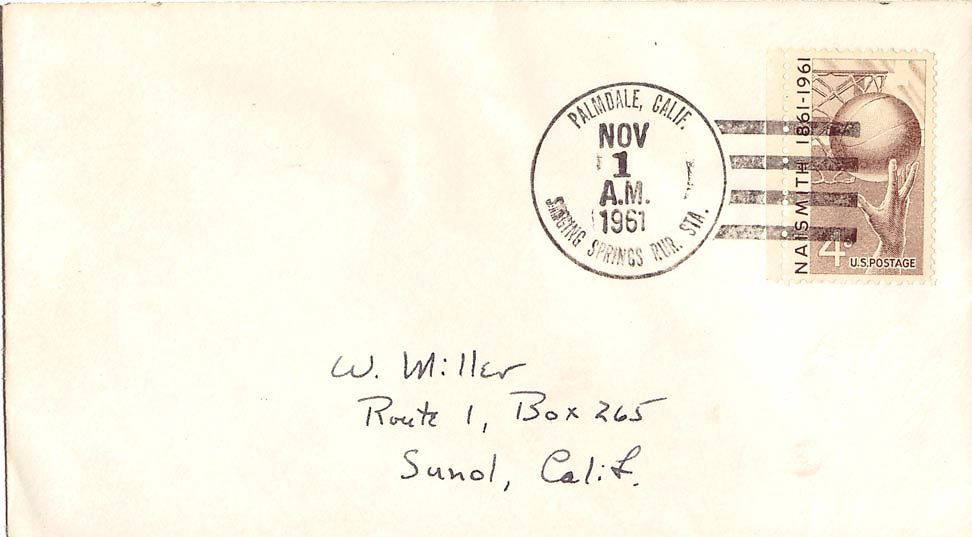 PALMDALE, CALIF.
NOV
1
A.M.
1961
SINGING SPRINGS RUR. STA.
NAISMITH 1861-1961
4¢
U.S. POSTAGE
W. Miller
Route 1, Box 265
Sunol, Calif.